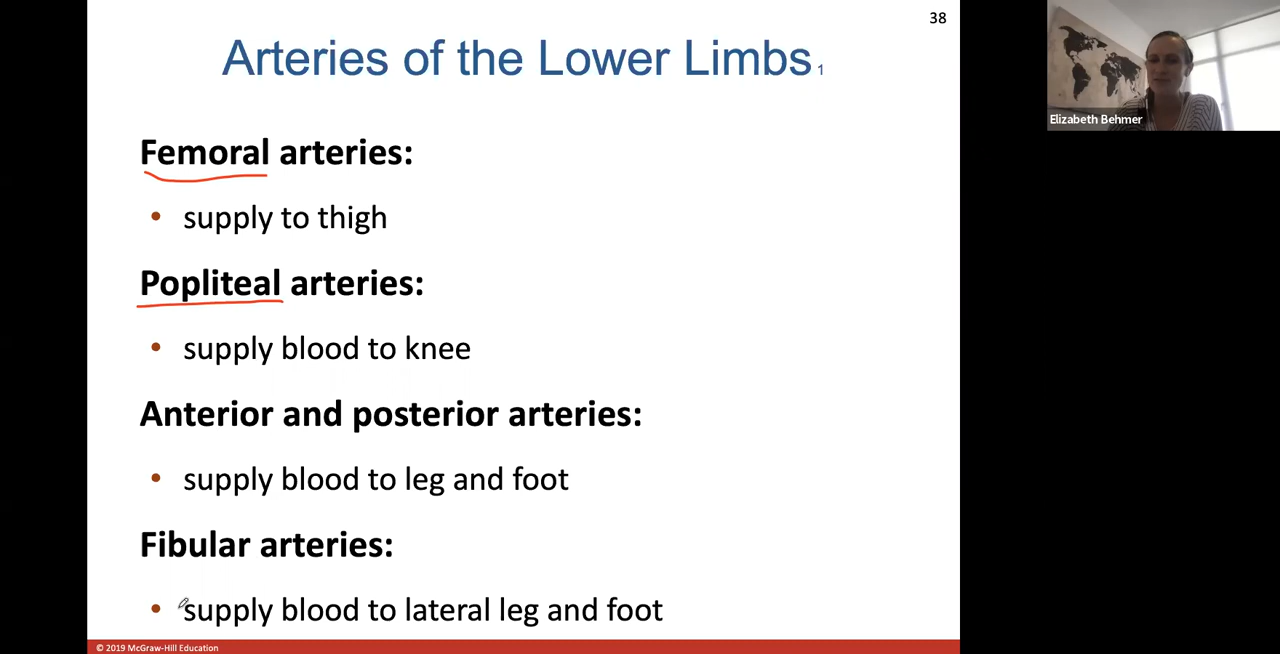 38
Arteries of the Lower Limbs 1
Elizabeth Behmer
Femoral arteries:
• supply to thigh
Popliteal arteries:
• supply blood to knee
Anterior and posterior arteries:
• supply blood to leg and foot
Fibular arteries:
• supply blood to lateral leg and foot
© 2019 McGraw-Hill Education